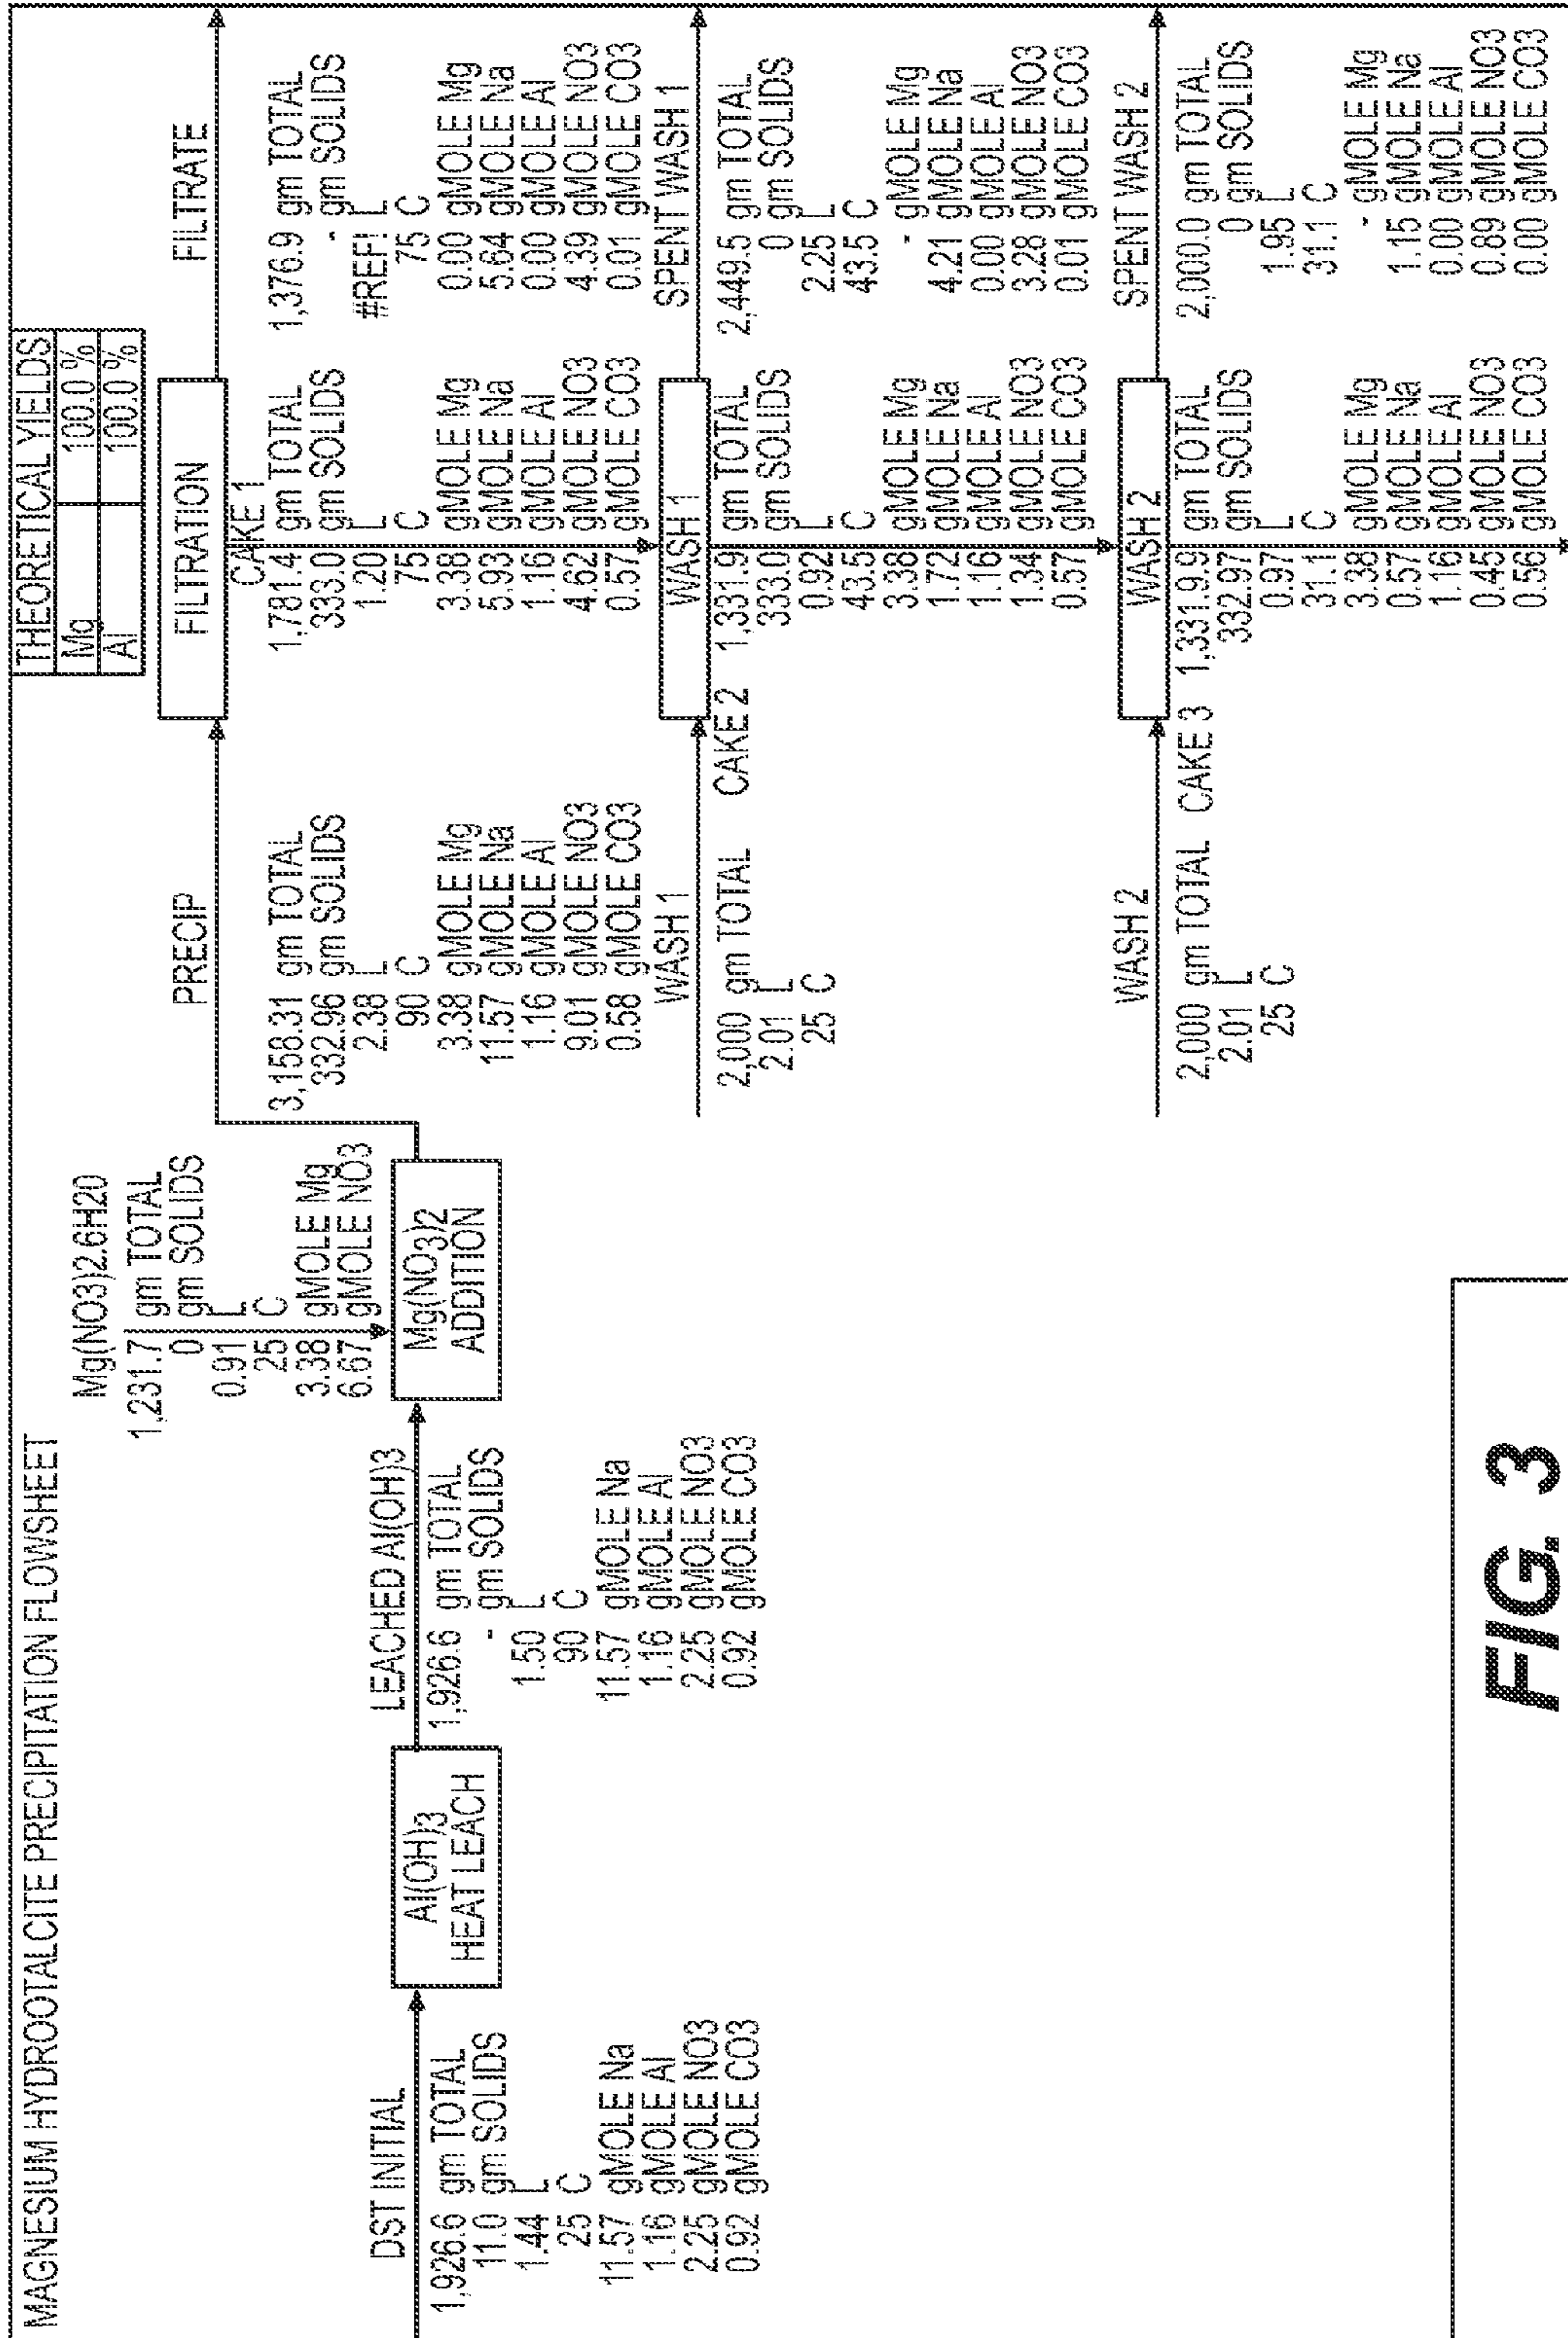 MAGNESIUM HYDROOTALCITE PRECIPITATION FLOWSHEET
THEORETICAL YIELDS
Mg 100.0 %
Al 100.0 %
DST INITIAL
1,926.6 gm TOTAL
11.0 gm SOLIDS
1.44 L
25 C
11.57 gMOLE Na
1.16 gMOLE Al
2.25 gMOLE NO3
0.92 gMOLE CO3
Al(OH)3
HEAT LEACH
LEACHED Al(OH)3
1,926.6 gm TOTAL
- gm SOLIDS
1.50 L
90 C
11.57 gMOLE Na
1.16 gMOLE Al
2.25 gMOLE NO3
0.92 gMOLE CO3
Mg(NO3)2.6H20
1,231.7 gm TOTAL
0 gm SOLIDS
0.91 L
25 C
3.38 gMOLE Mg
6.67 gMOLE NO3
Mg(NO3)2
ADDITION
PRECIP
3,158.31 gm TOTAL
332.96 gm SOLIDS
2.38 L
90 C
3.38 gMOLE Mg
11.57 gMOLE Na
1.16 gMOLE Al
9.01 gMOLE NO3
0.58 gMOLE CO3
FILTRATION
CAKE 1
1,781.4 gm TOTAL
333.0 gm SOLIDS
1.20 L
75 C
3.38 gMOLE Mg
5.93 gMOLE Na
1.16 gMOLE Al
4.62 gMOLE NO3
0.57 gMOLE CO3
FILTRATE
1,376.9 gm TOTAL
- gm SOLIDS
#REF! L
75 C
0.00 gMOLE Mg
5.64 gMOLE Na
0.00 gMOLE Al
4.39 gMOLE NO3
0.01 gMOLE CO3
WASH 1
2,000 gm TOTAL
2.01 L
25 C
WASH 1
CAKE 2
1,331.9 gm TOTAL
333.0 gm SOLIDS
0.92 L
43.5 C
3.38 gMOLE Mg
1.72 gMOLE Na
1.16 gMOLE Al
1.34 gMOLE NO3
0.57 gMOLE CO3
SPENT WASH 1
2,449.5 gm TOTAL
0 gm SOLIDS
2.25 L
43.5 C
- gMOLE Mg
4.21 gMOLE Na
0.00 gMOLE Al
3.28 gMOLE NO3
0.01 gMOLE CO3
WASH 2
2,000 gm TOTAL
2.01 L
25 C
WASH 2
CAKE 3
1,331.9.9 gm TOTAL
332.97 gm SOLIDS
0.97 L
31.1 C
3.38 gMOLE Mg
0.57 gMOLE Na
1.16 gMOLE Al
0.45 gMOLE NO3
0.56 gMOLE CO3
SPENT WASH 2
2,000.0 gm TOTAL
0 gm SOLIDS
1.95 L
31.1 C
- gMOLE Mg
1.15 gMOLE Na
0.00 gMOLE Al
0.89 gMOLE NO3
0.00 gMOLE CO3
FIG. 3